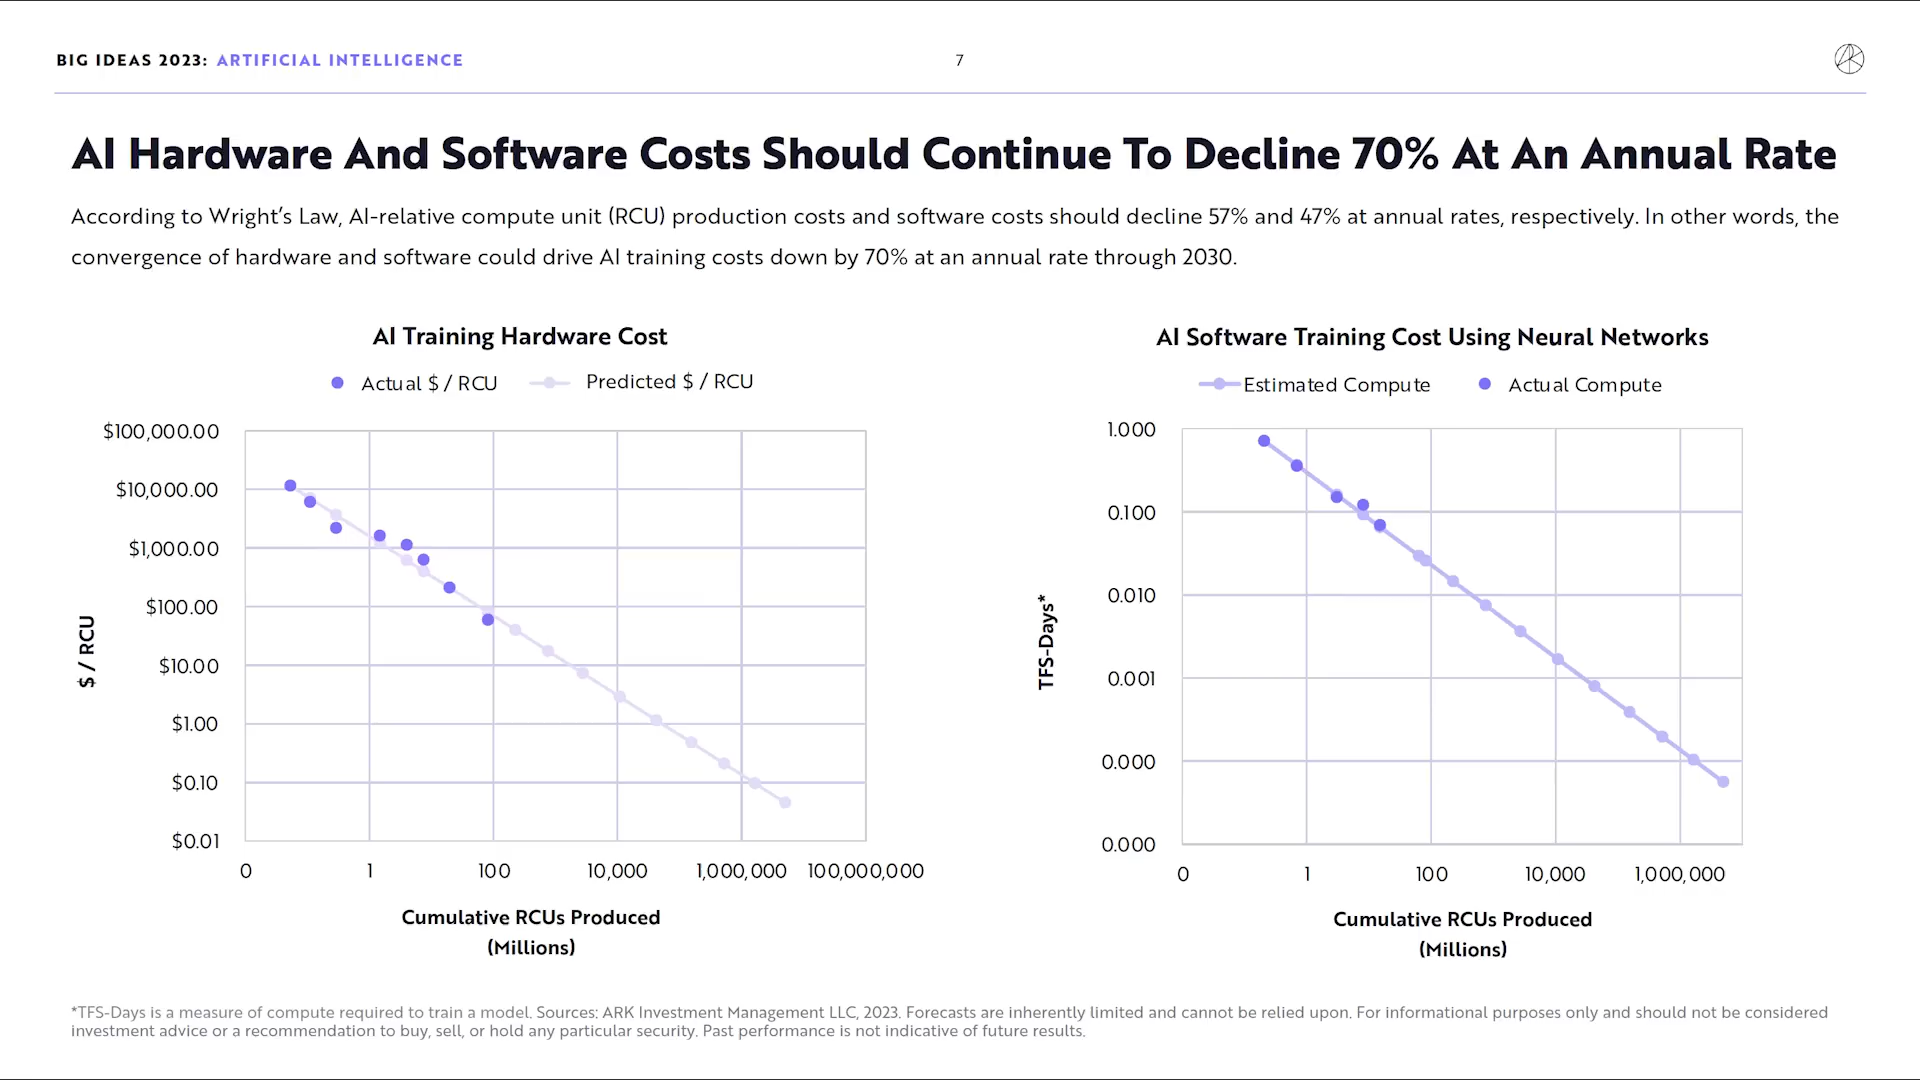 BIG IDEAS 2023: ARTIFICIAL INTELLIGENCE
7
AI Hardware And Software Costs Should Continue To Decline 70% At An Annual Rate
According to Wright's Law, AI-relative compute unit (RCU) production costs and software costs should decline 57% and 47% at annual rates, respectively. In other words, the
convergence of hardware and software could drive AI training costs down by 70% at an annual rate through 2030.
AI Training Hardware Cost
Actual $ / RCU
Predicted $ / RCU
$100,000.00
$10,000.00
$1,000.00
$100.00
$10.00
$1.00
$0.10
$0.01
$ / RCU
0
1
100
10,000
1,000,000
100,000,000
Cumulative RCUs Produced
(Millions)
AI Software Training Cost Using Neural Networks
Estimated Compute
Actual Compute
1.000
0.100
0.010
0.001
0.000
0.000
TFS-Days*
0
1
100
10,000
1,000,000
Cumulative RCUs Produced
(Millions)
*TFS-Days is a measure of compute required to train a model. Sources: ARK Investment Management LLC, 2023. Forecasts are inherently limited and cannot be relied upon. For informational purposes only and should not be considered
investment advice or a recommendation to buy, sell, or hold any particular security. Past performance is not indicative of future results.